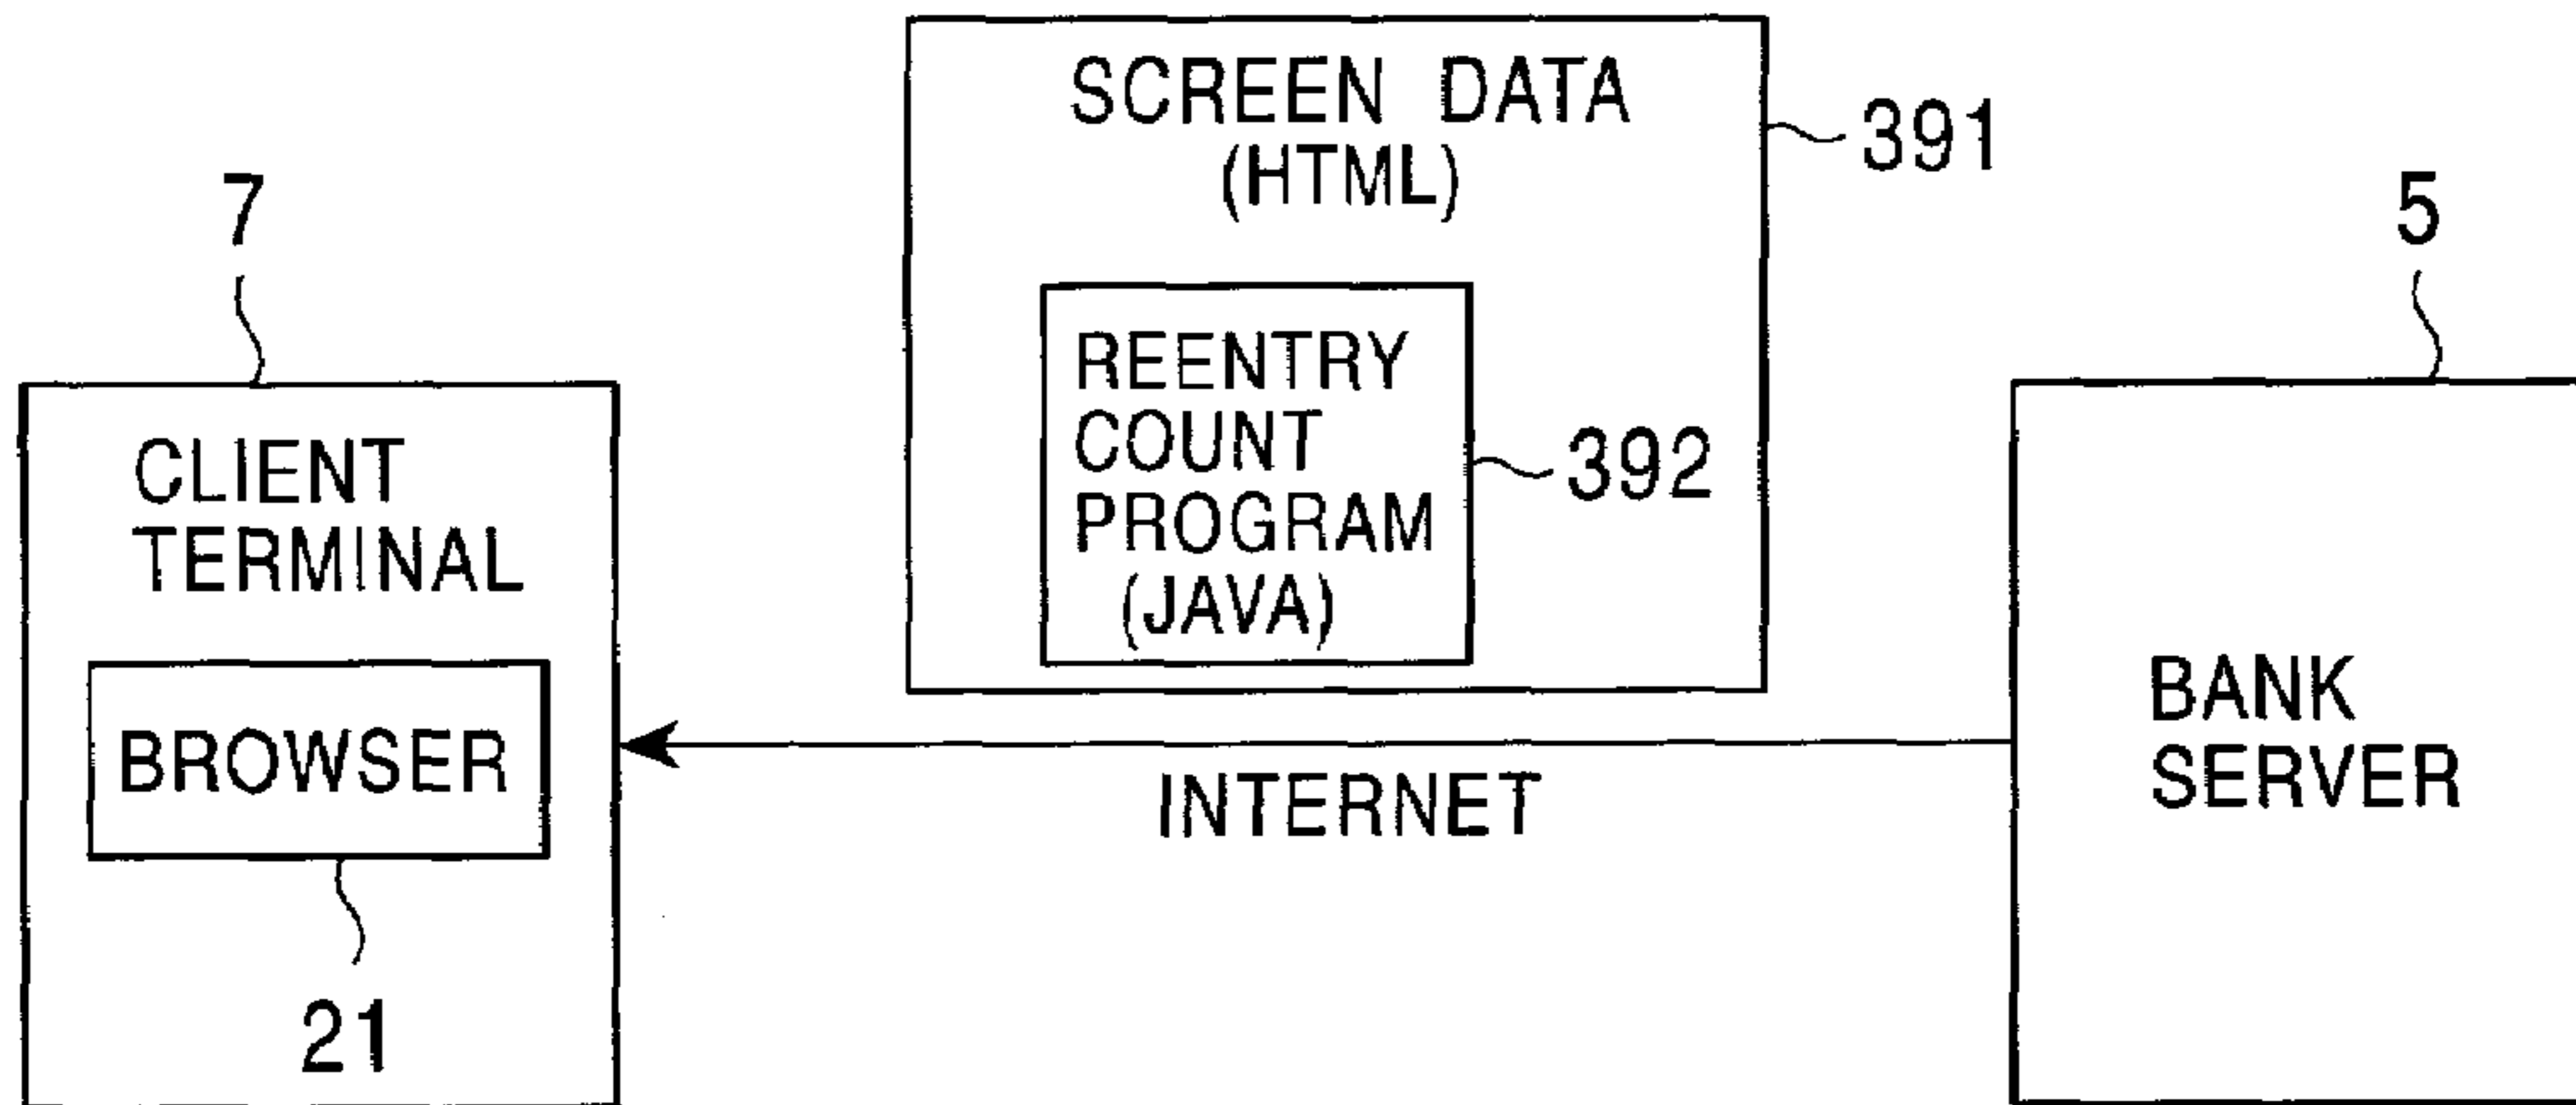 7
CLIENT
TERMINAL
BROWSER
21
SCREEN DATA
(HTML)
391
REENTRY
COUNT
PROGRAM
(JAVA)
392
INTERNET
5
BANK
SERVER